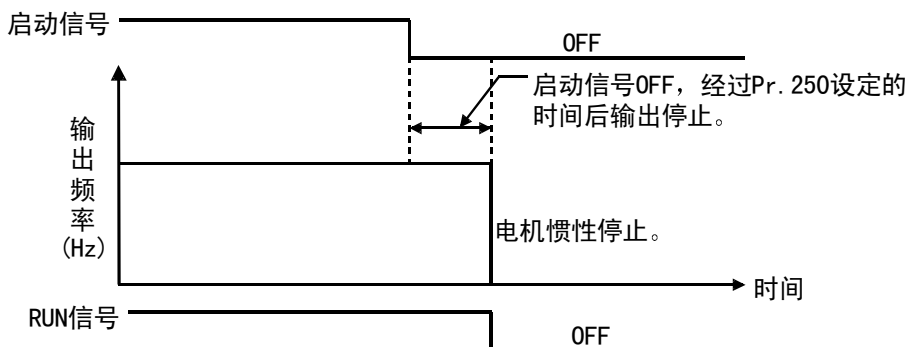 启动信号
OFF
启动信号OFF，经过Pr.250设定的
时间后输出停止。
输
出
频
率
(Hz)
电机惯性停止。
时间
RUN信号
OFF